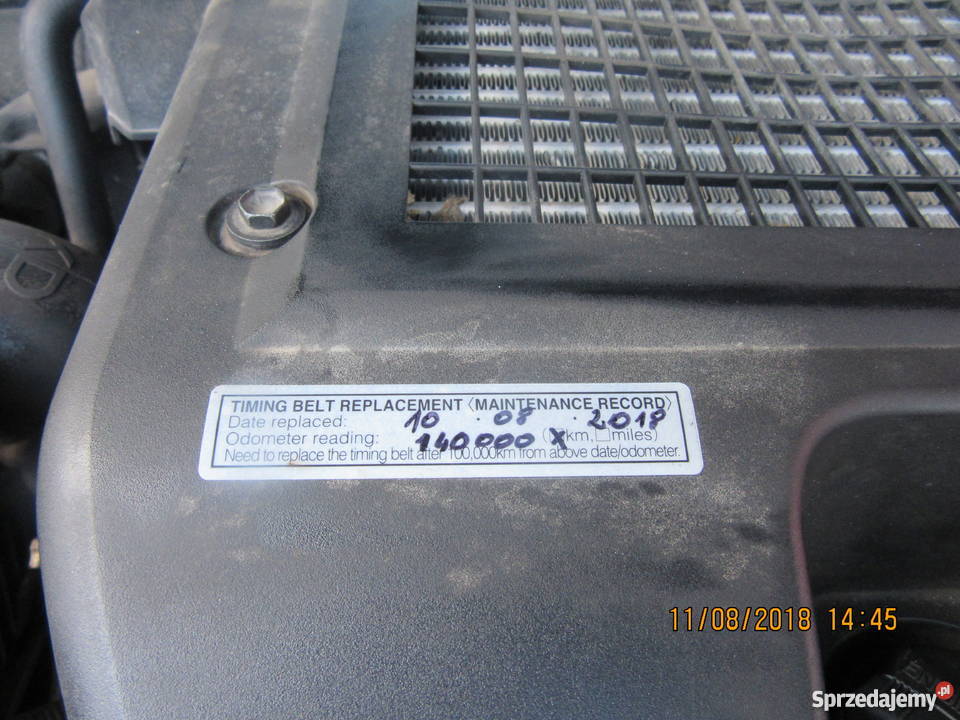 TIMING BELT REPLACEMENT〈MAINTENANCE RECORD〉
Date replaced: 10 . 08 . 2018
Odometer reading: 140000 (☒km,☐miles)
Need to replace the timing belt after 100,000km from above date/odometer.
11/08/2018 14:45
Sprzedajemy.pl